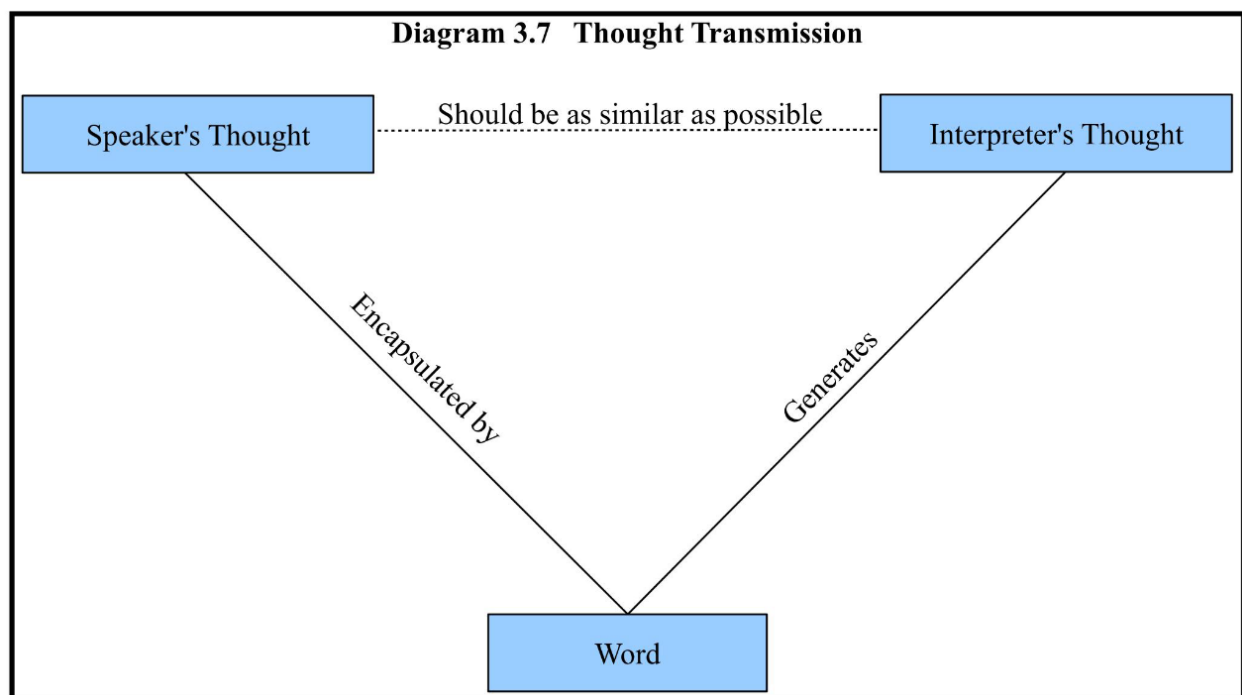 Diagram 3.7 Thought Transmission
Should be as similar as possible
Speaker's Thought
Interpreter's Thought
Encapsulated by
Generates
Word